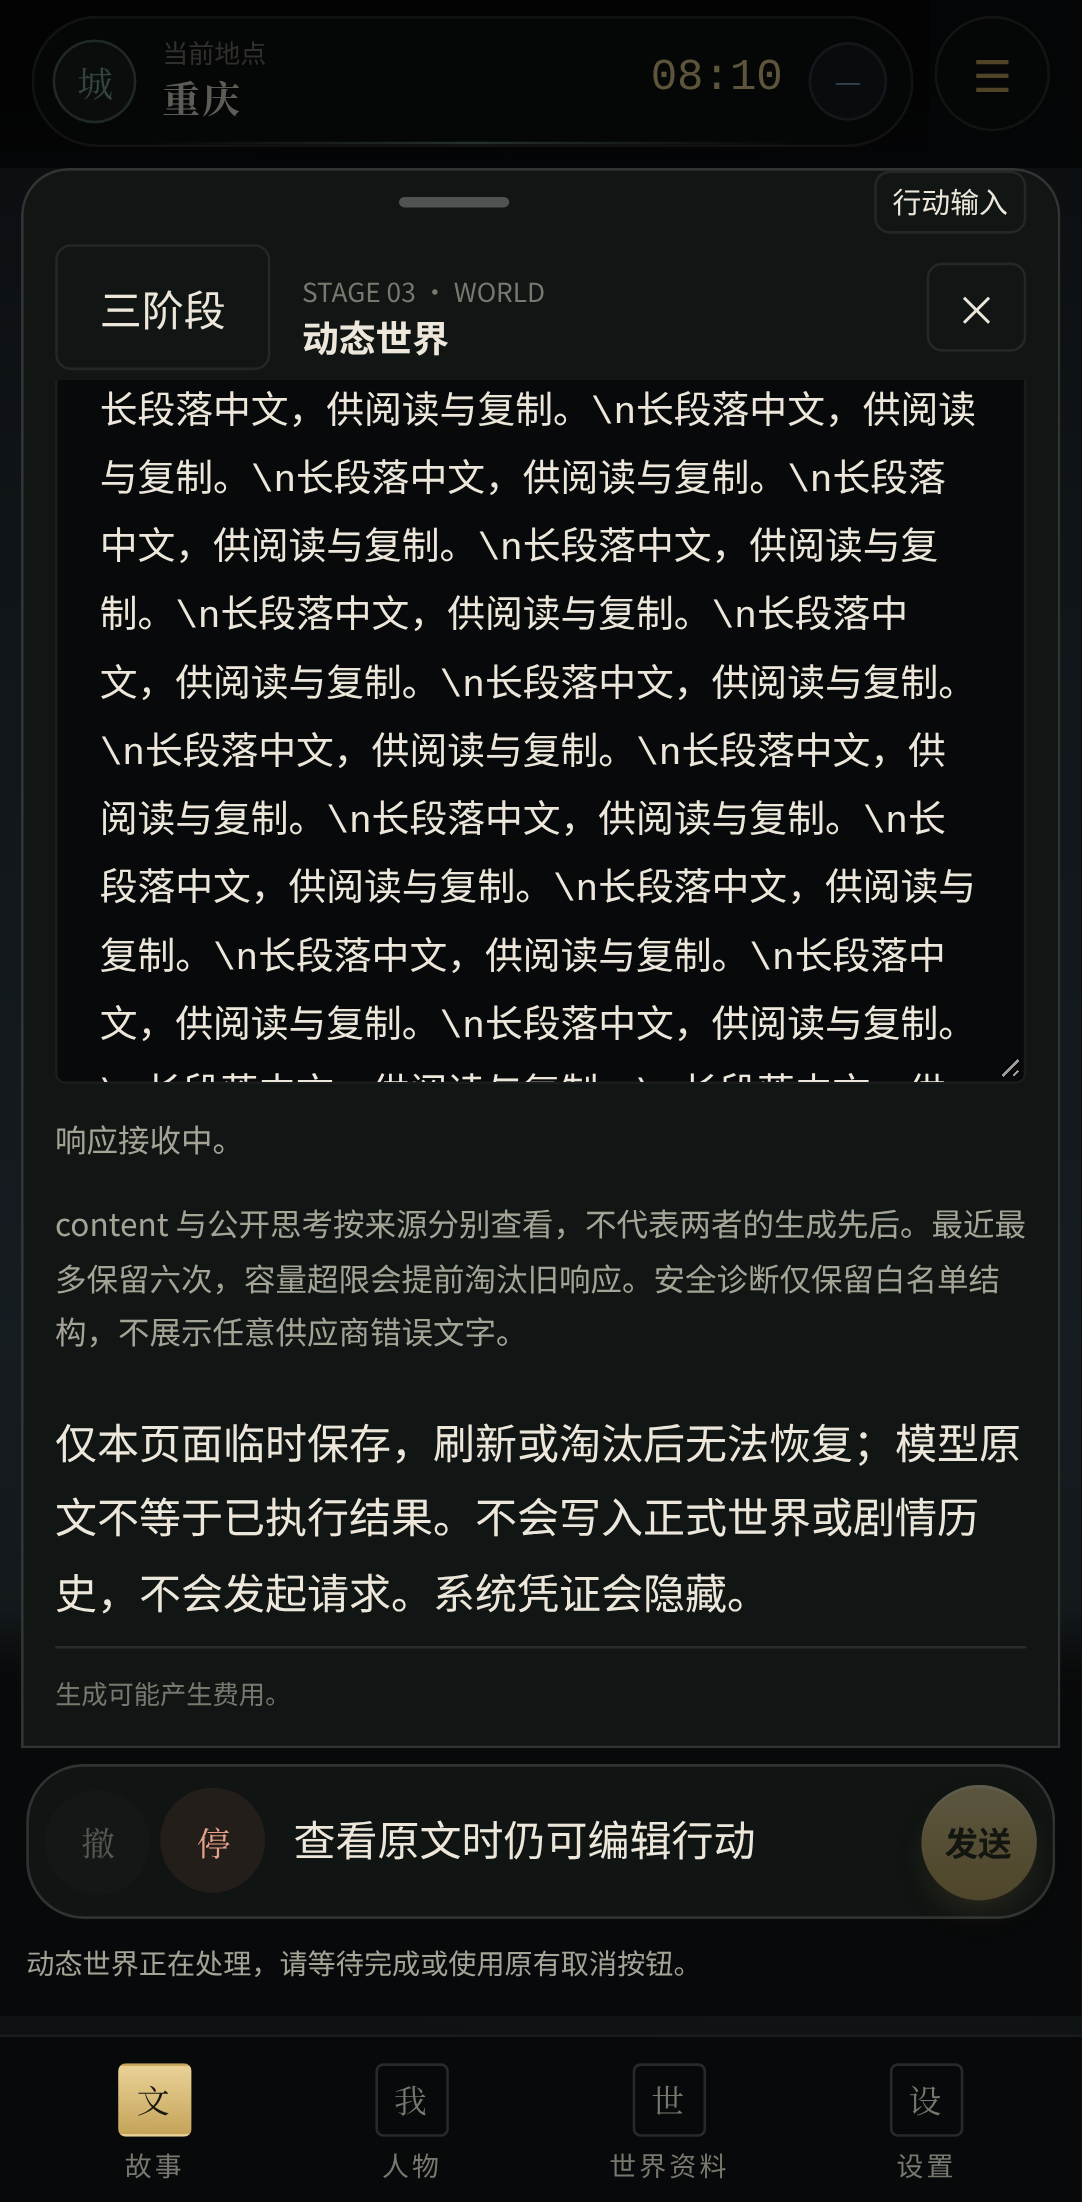 城
当前地点
重庆
08:10
—
☰
行动输入
三阶段
STAGE 03 • WORLD
动态世界
×
长段落中文，供阅读与复制。\n长段落中文，供阅读
与复制。\n长段落中文，供阅读与复制。\n长段落
中文，供阅读与复制。\n长段落中文，供阅读与复
制。\n长段落中文，供阅读与复制。\n长段落中
文，供阅读与复制。\n长段落中文，供阅读与复制。
\n长段落中文，供阅读与复制。\n长段落中文，供
阅读与复制。\n长段落中文，供阅读与复制。\n长
段落中文，供阅读与复制。\n长段落中文，供阅读与
复制。\n长段落中文，供阅读与复制。\n长段落中
文，供阅读与复制。\n长段落中文，供阅读与复制。
\n长段落中文，供阅读与复制。\n长段落中文，供
响应接收中。
content 与公开思考按来源分别查看，不代表两者的生成先后。最近最
多保留六次，容量超限会提前淘汰旧响应。安全诊断仅保留白名单结
构，不展示任意供应商错误文字。
仅本页面临时保存，刷新或淘汰后无法恢复；模型原
文不等于已执行结果。不会写入正式世界或剧情历
史，不会发起请求。系统凭证会隐藏。
生成可能产生费用。
撤
停
查看原文时仍可编辑行动
发送
动态世界正在处理，请等待完成或使用原有取消按钮。
文
我
世
设
故事
人物
世界资料
设置